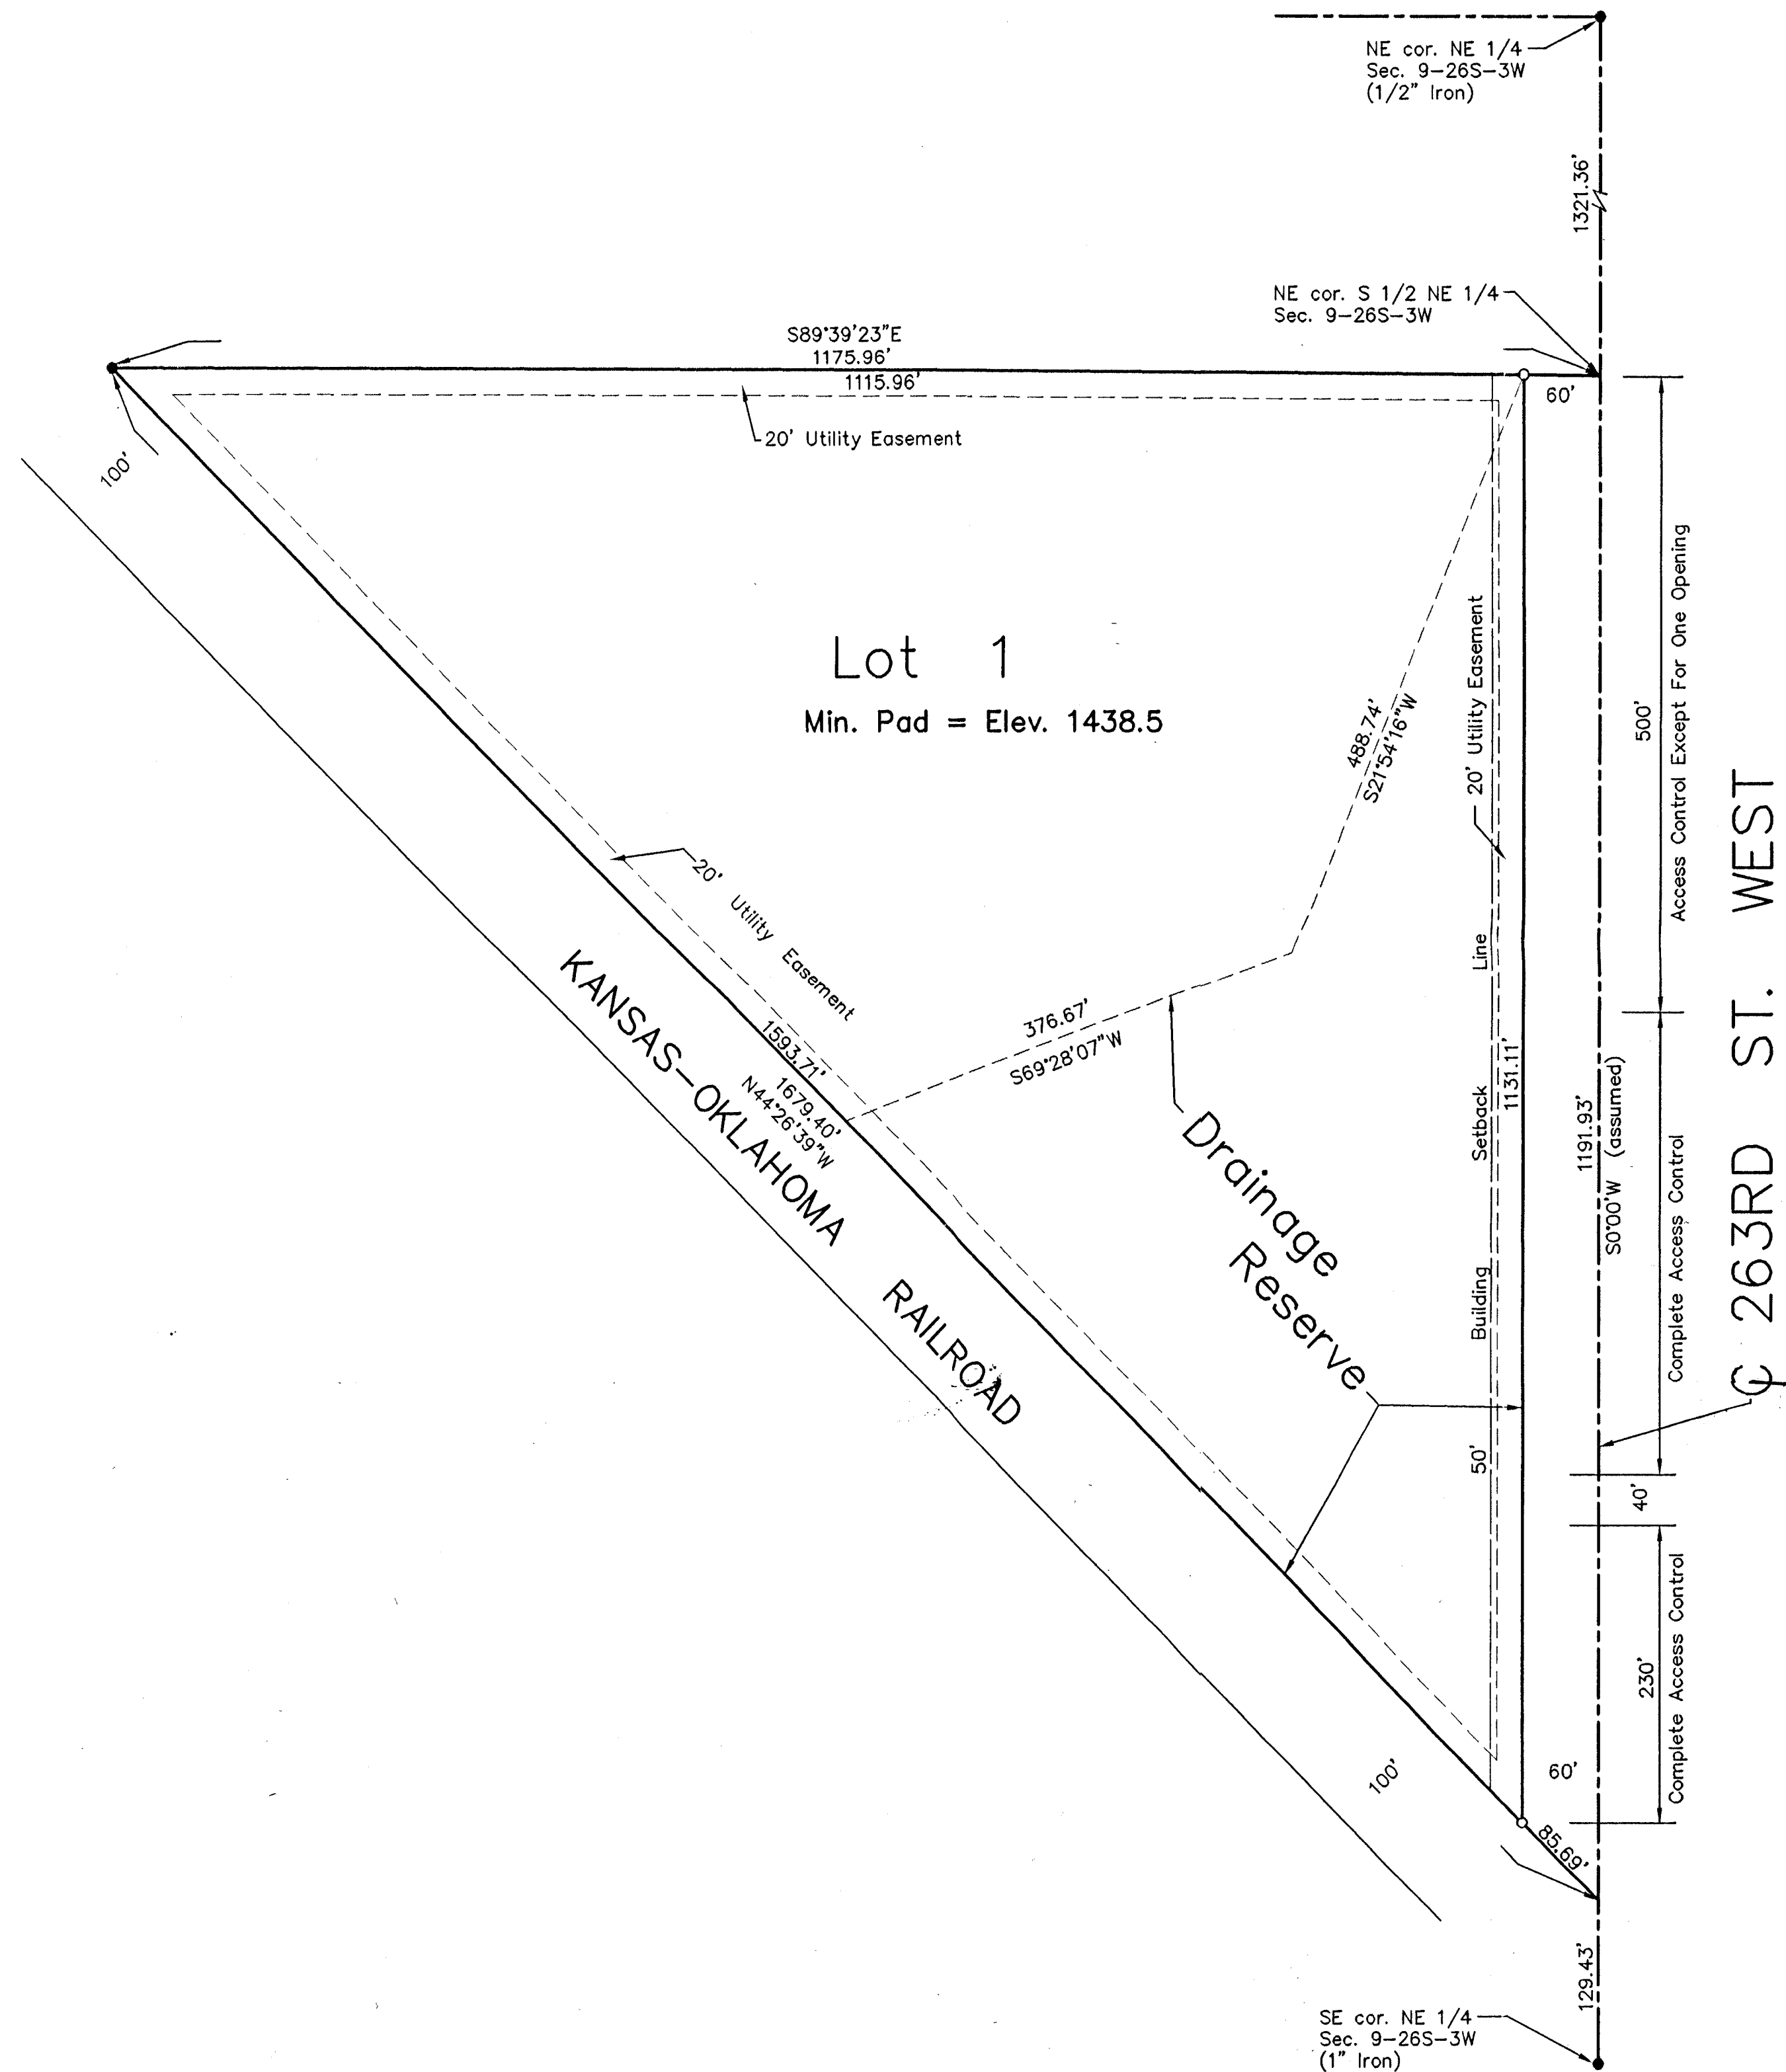 NE cor. NE 1/4
Sec. 9-26S-3W
(1/2" Iron)
1321.36'
NE cor. S 1/2 NE 1/4
Sec. 9-26S-3W
S89°39'23"E
1175.96'
1115.96'
60'
20' Utility Easement
100'
Lot 1
Min. Pad = Elev. 1438.5
488.74'
S21°54'16"W
20' Utility Easement
500'
Access Control Except For One Opening
20' Utility Easement
376.67'
S69°28'07"W
1593.71'
1679.40'
N44°26'39"W
KANSAS-OKLAHOMA RAILROAD
Drainage
Reserve
50' Building Setback Line
1131.11'
1191.93'
S0°00'W (assumed)
Complete Access Control
℄ 263RD ST. WEST
40'
230'
Complete Access Control
100'
60'
85.69'
129.43'
SE cor. NE 1/4
Sec. 9-26S-3W
(1" Iron)